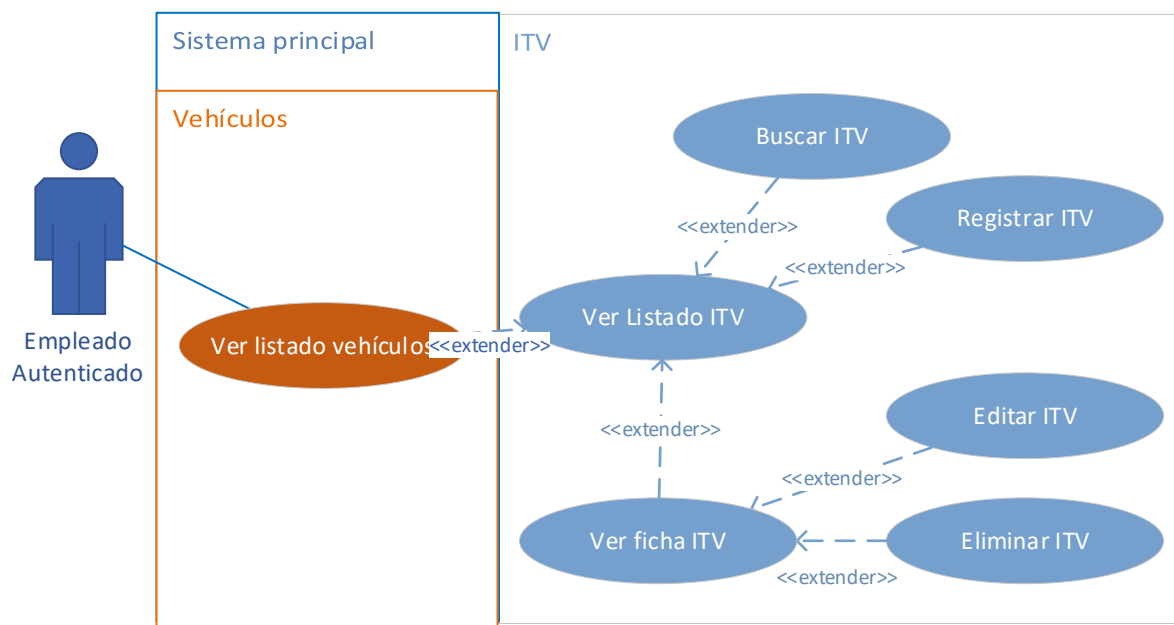 Sistema principal
ITV
Vehículos
Buscar ITV
Registrar ITV
<<extender>>
<<extender>>
Ver Listado ITV
Ver listado vehículos
<<extender>>
Empleado
Autenticado
Editar ITV
<<extender>>
<<extender>>
Ver ficha ITV
Eliminar ITV
<<extender>>